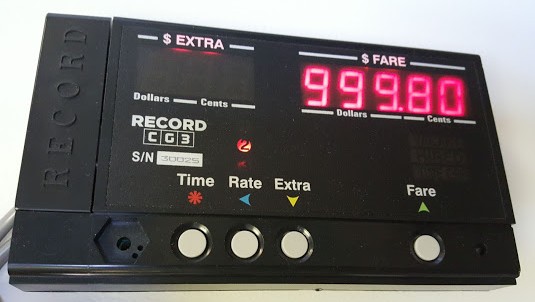 RECORD
$ EXTRA
$ FARE
999.80
Dollars Cents
Dollars Cents
RECORD
CG3
S/N 30025
2
Time Rate Extra
Fare